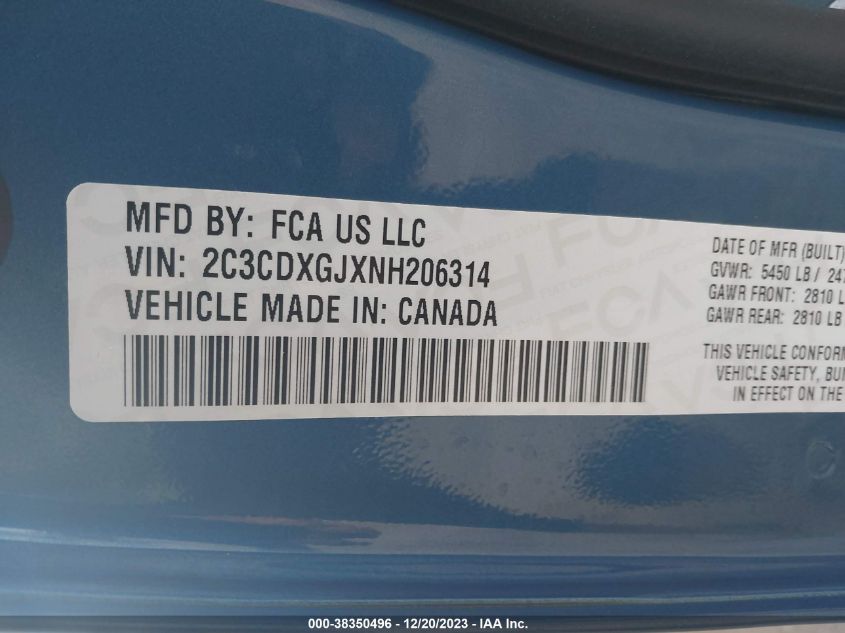 MFD BY: FCA US LLC
VIN: 2C3CDXGJXNH206314
VEHICLE MADE IN: CANADA
DATE OF MFR (BUILT)
GVWR: 5450 LB / 247
GAWR FRONT: 2810 L
GAWR REAR: 2810 LB
THIS VEHICLE CONFORM
VEHICLE SAFETY, BUM
IN EFFECT ON THE
000-38350496 - 12/20/2023 - IAA Inc.